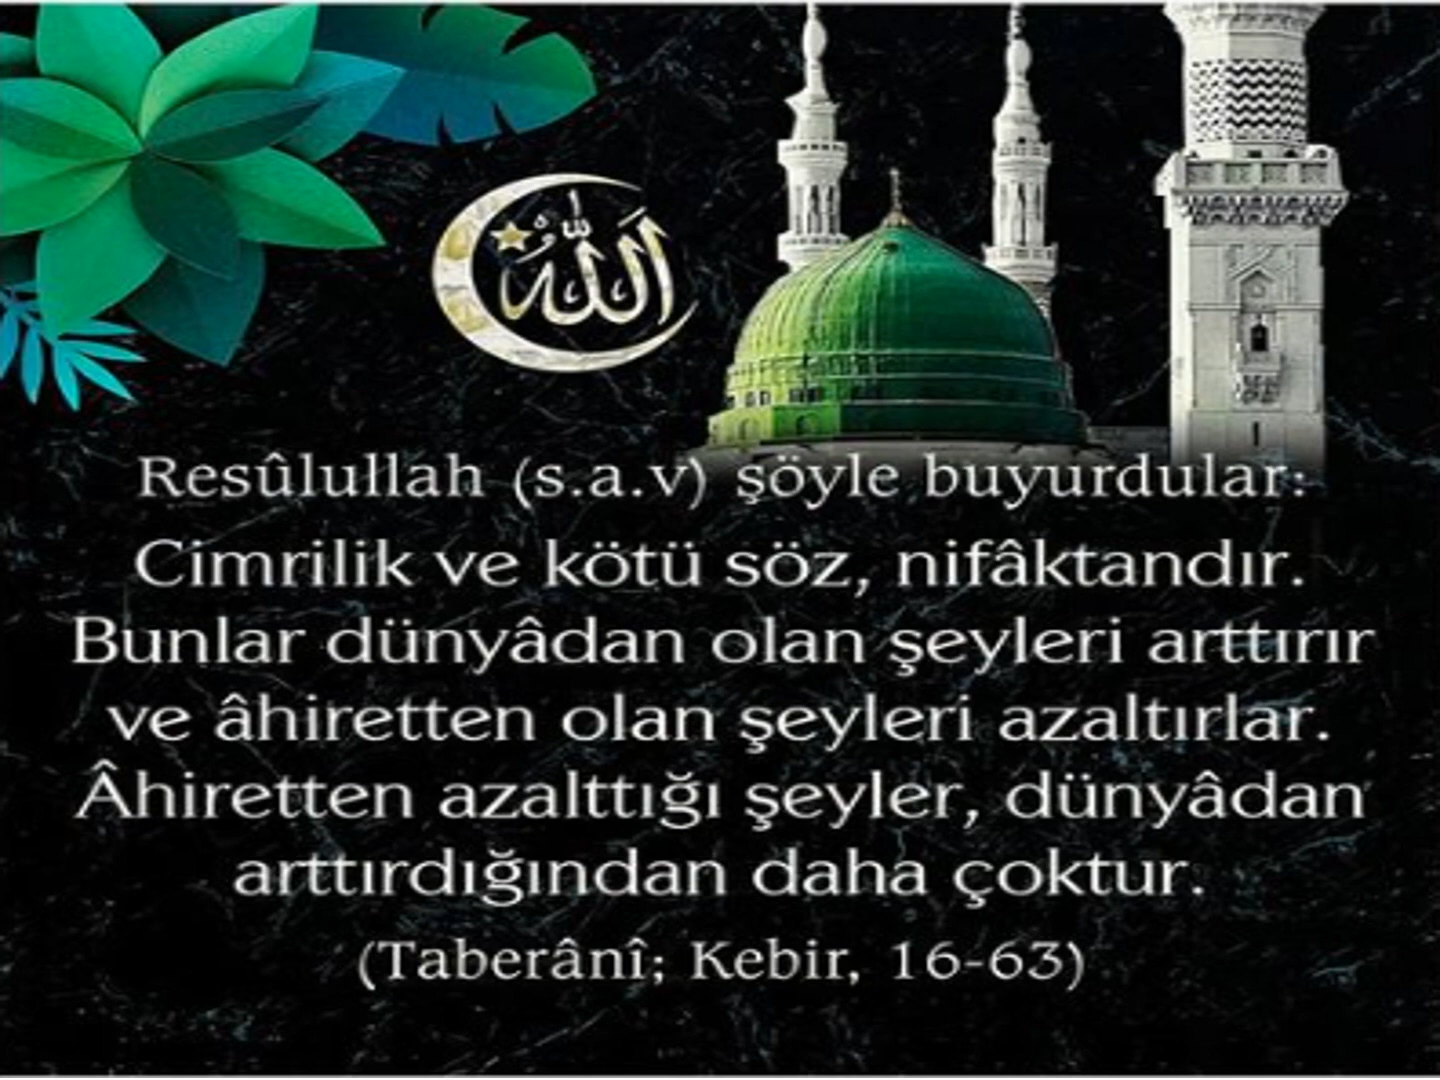 الله
Resûlullah (s.a.v) şöyle buyurdular:
Cimrilik ve kötü söz, nifâktandır.
Bunlar dünyâdan olan şeyleri arttırır
ve âhiretten olan şeyleri azaltırlar.
Âhiretten azalttığı şeyler, dünyâdan
arttırdığından daha çoktur.
(Taberânî; Kebir, 16-63)